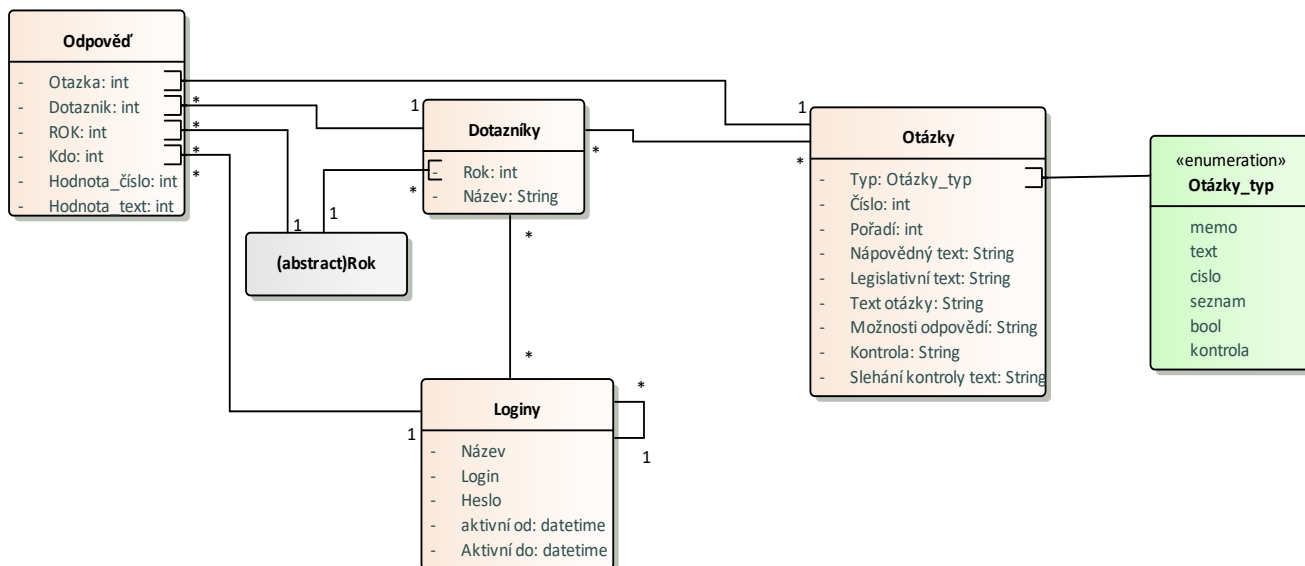 Odpověď
- Otazka: int
- Dotaznik: int
- ROK: int
- Kdo: int
- Hodnota_číslo: int
- Hodnota_text: int
*
*
*
*
1
Dotazníky
- Rok: int
- Název: String
*
*
*
1
1
(abstract)Rok
1
*
Otázky
- Typ: Otázky_typ
- Číslo: int
- Pořadí: int
- Nápovědný text: String
- Legislativní text: String
- Text otázky: String
- Možnosti odpovědí: String
- Kontrola: String
- Slehání kontroly text: String
«enumeration»
Otázky_typ
memo
text
cislo
seznam
bool
kontrola
*
1
Loginy
- Název
- Login
- Heslo
- aktivní od: datetime
- Aktivní do: datetime
*
1